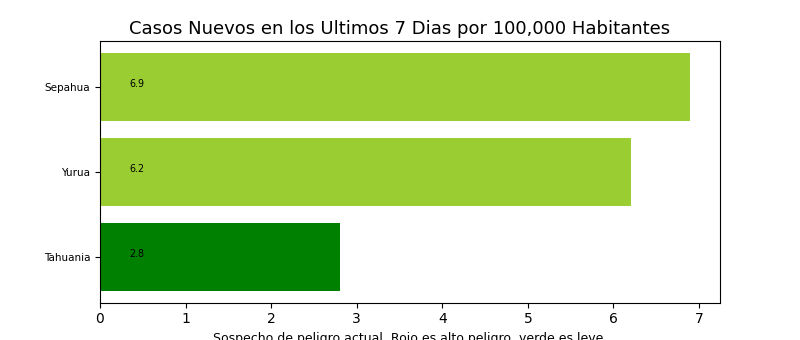 Casos Nuevos en los Ultimos 7 Dias por 100,000 Habitantes
Sepahua 6.9
Yurua 6.2
Tahuania 2.8
0 1 2 3 4 5 6 7
Sospecho de peligro actual. Rojo es alto peligro, verde es leve